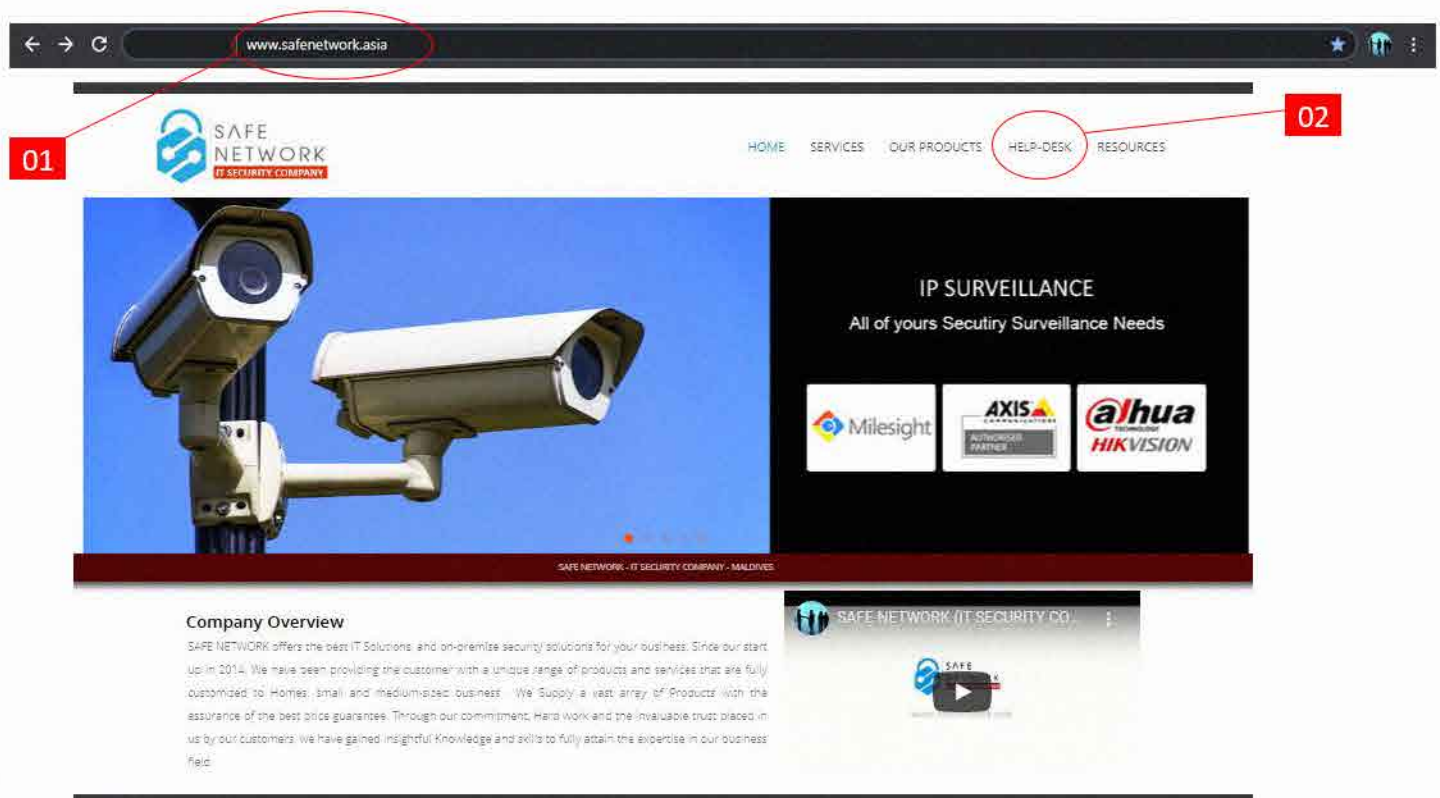 www.safenetwork.asia
01
02
SAFE
NETWORK
IT SECURITY COMPANY
HOME SERVICES OUR PRODUCTS HELP-DESK RESOURCES
IP SURVEILLANCE
All of yours Secutiry Surveillance Needs
Milesight
AXIS
COMMUNICATIONS
AUTHORISED
PARTNER
alhua
TECHNOLOGY
HIKVISION
SAFE NETWORK - IT SECURITY COMPANY - MALDIVES
Company Overview
SAFE NETWORK offers the best IT Solutions, and on-premise security solutions for your business. Since our start
up in 2014. We have been providing the customer with a unique range of products and services that are fully
customized to Homes, small and medium-sized business We Supply a vast array of Products with the
assurance of the best price guarantee. Through our commitment, Hard work and the invaluable trust placed in
us by our customers, we have gained insightful Knowledge and skills to fully attain the expertise in our business
field
SAFE NETWORK (IT SECURITY CO...
SAFE